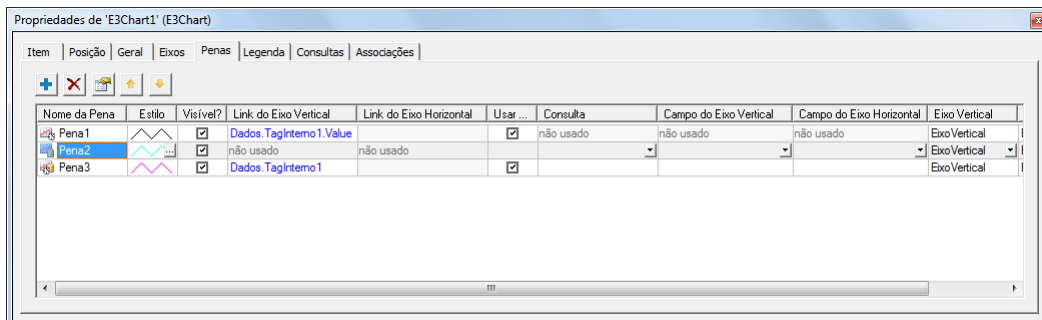 Propriedades de 'E3Chart1' (E3Chart)
Item Posição Geral Eixos Penas Legenda Consultas Associações
Nome da Pena Estilo Visível? Link do Eixo Vertical Link do Eixo Horizontal Usar ... Consulta Campo do Eixo Vertical Campo do Eixo Horizontal Eixo Vertical
Pena1 Dados.TagInterno1.Value não usado não usado não usado EixoVertical
Pena2 ... não usado não usado EixoVertical
Pena3 Dados.TagInterno1 EixoVertical